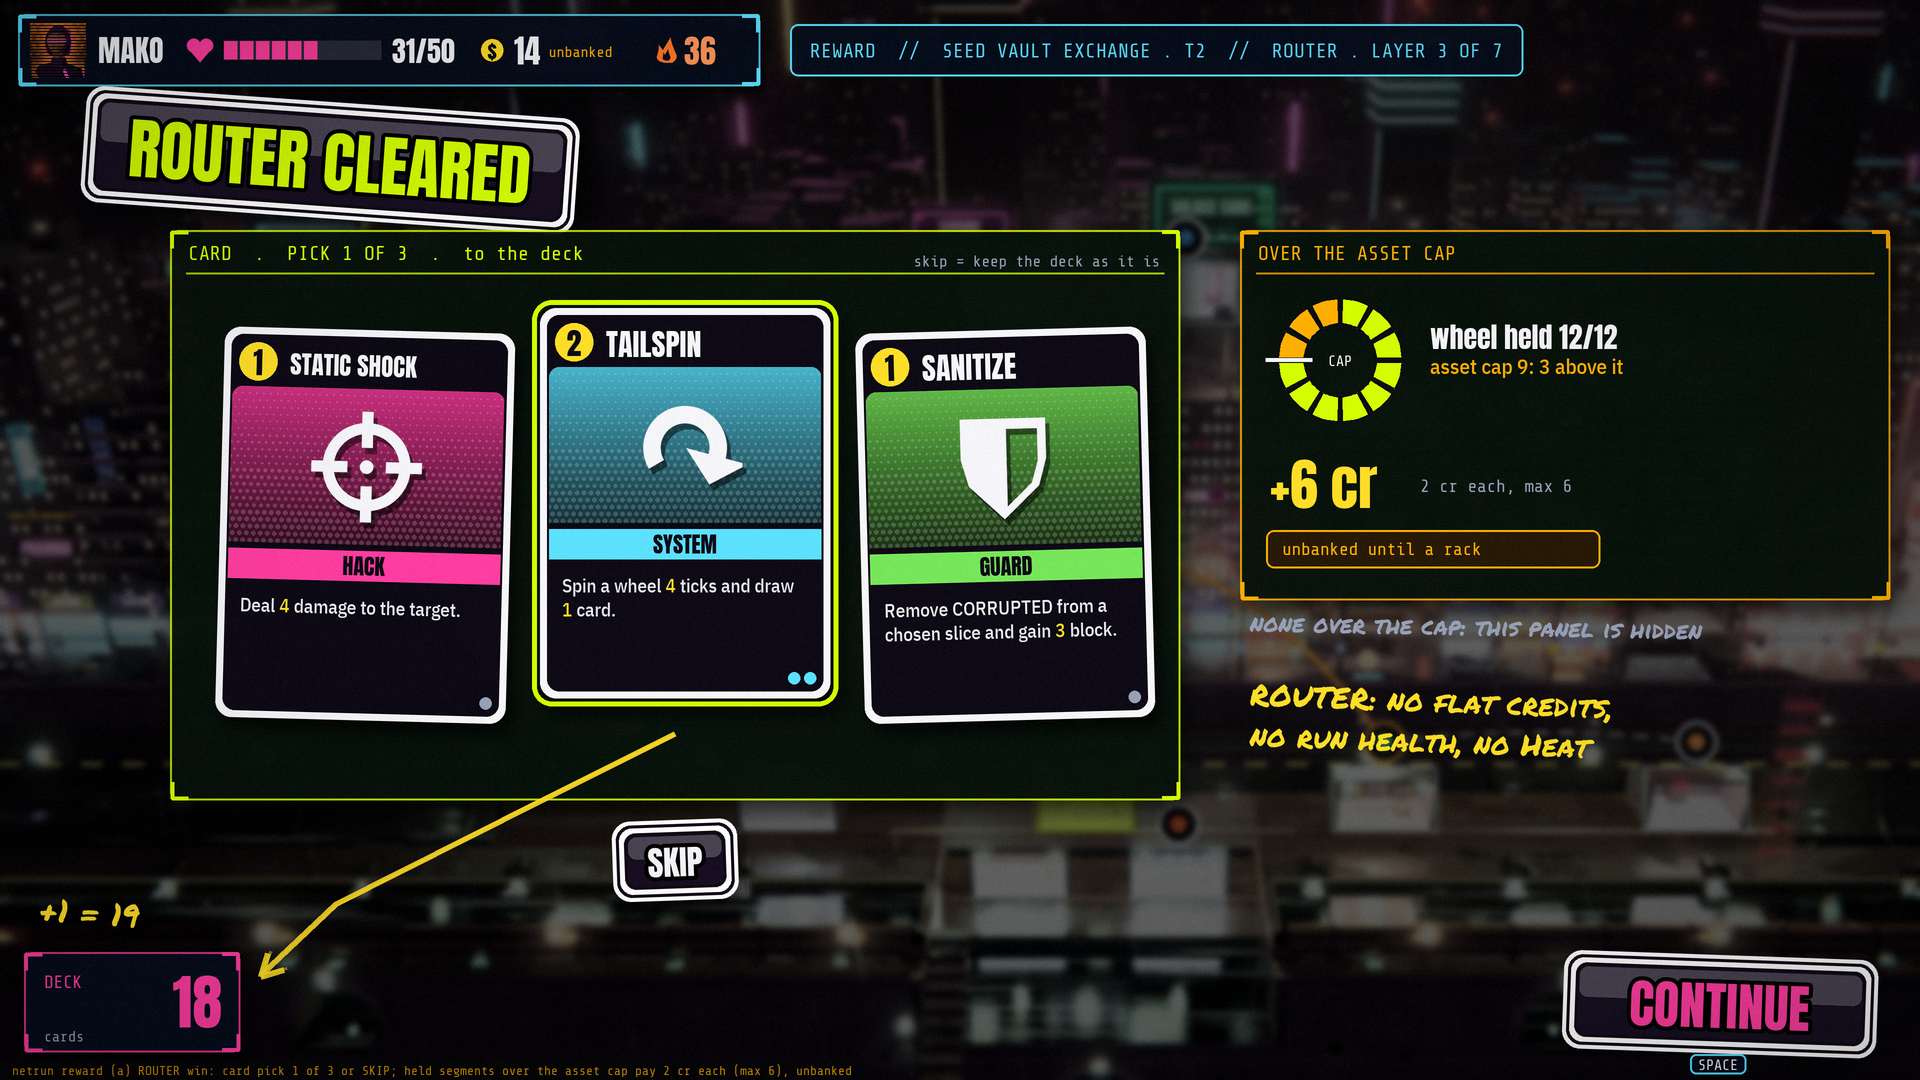 MAKO 31/50 14 unbanked 36
REWARD // SEED VAULT EXCHANGE . T2 // ROUTER . LAYER 3 OF 7
ROUTER CLEARED
CARD . PICK 1 OF 3 . to the deck
skip = keep the deck as it is
1 STATIC SHOCK
HACK
Deal 4 damage to the target.
2 TAILSPIN
SYSTEM
Spin a wheel 4 ticks and draw
1 card.
1 SANITIZE
GUARD
Remove CORRUPTED from a
chosen slice and gain 3 block.
SKIP
OVER THE ASSET CAP
CAP
wheel held 12/12
asset cap 9: 3 above it
+6 cr
2 cr each, max 6
unbanked until a rack
NONE OVER THE CAP: THIS PANEL IS HIDDEN
ROUTER: NO FLAT CREDITS,
NO RUN HEALTH, NO HEAT
+1 = 19
DECK
18
cards
CONTINUE
SPACE
netrun reward (a) ROUTER win: card pick 1 of 3 or SKIP; held segments over the asset cap pay 2 cr each (max 6), unbanked